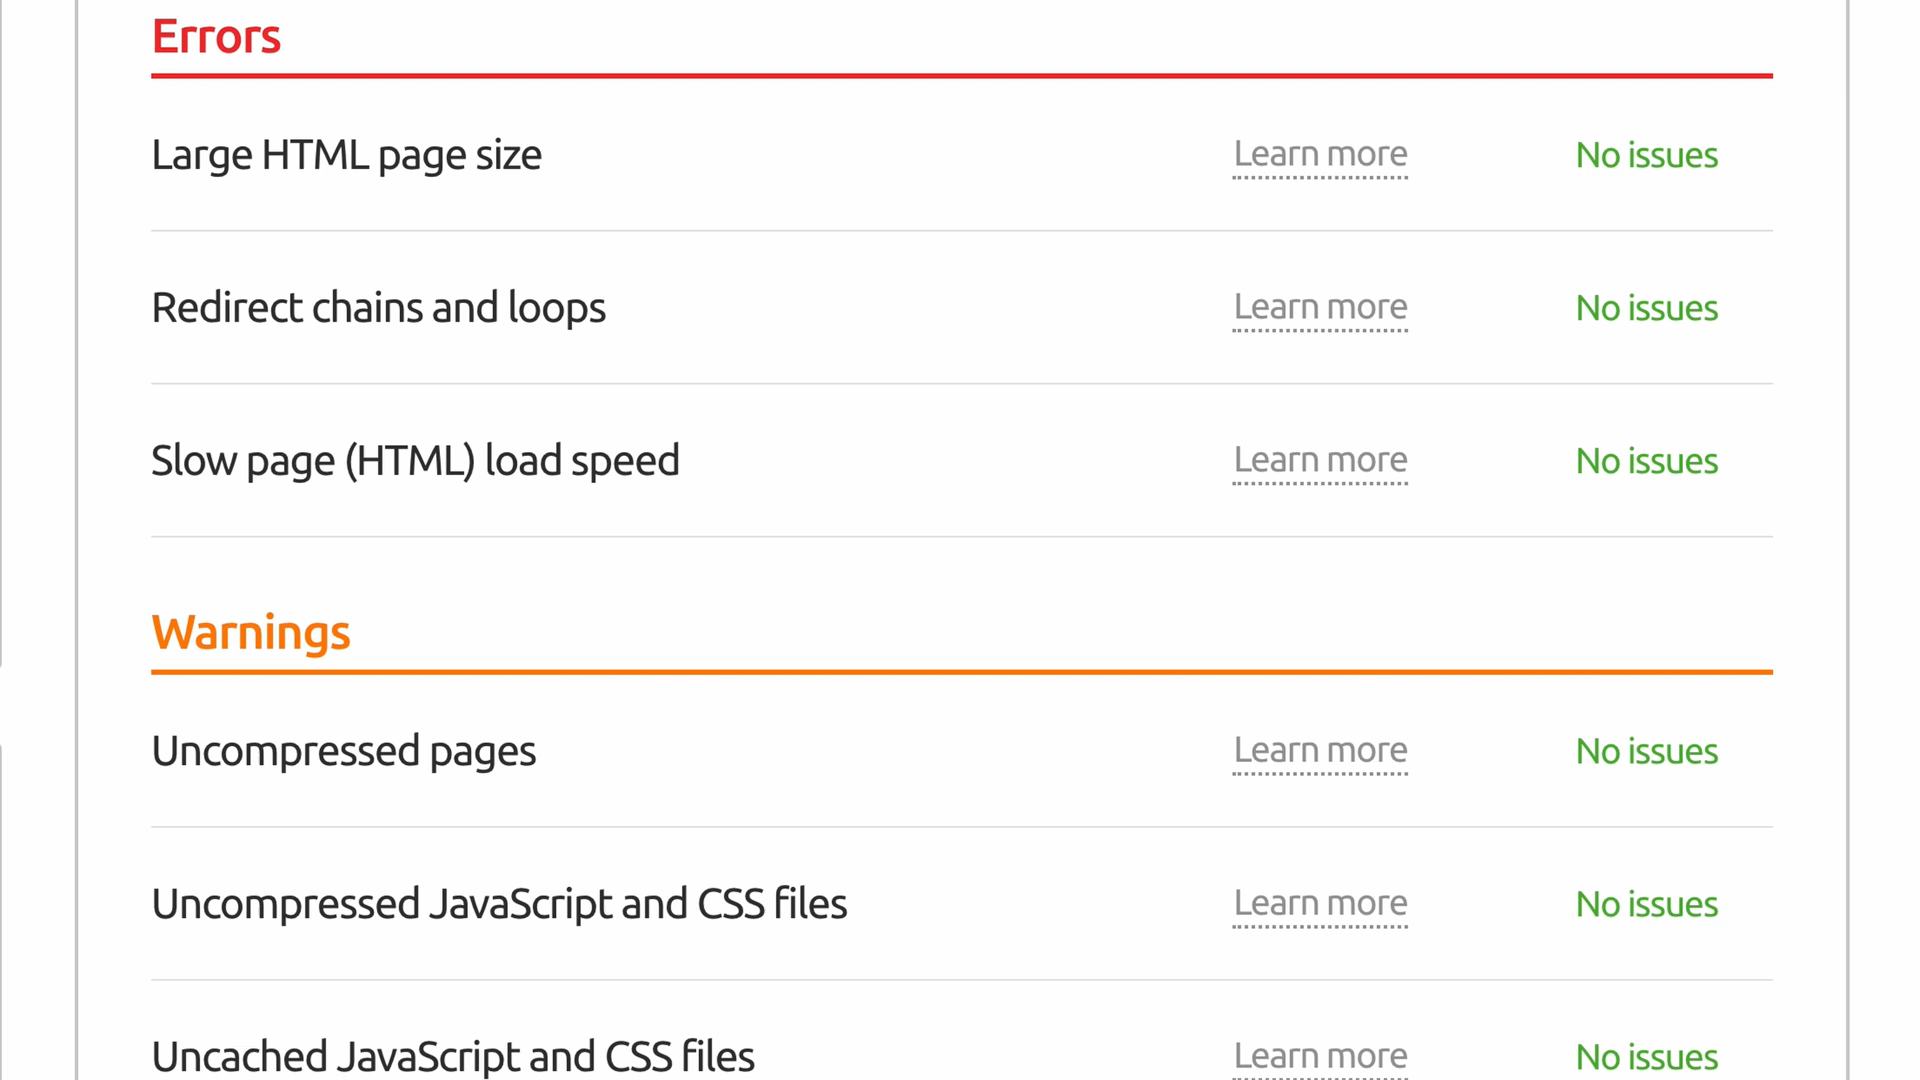 Errors
Large HTML page size Learn more No issues
Redirect chains and loops Learn more No issues
Slow page (HTML) load speed Learn more No issues
Warnings
Uncompressed pages Learn more No issues
Uncompressed JavaScript and CSS files Learn more No issues
Uncached JavaScript and CSS files Learn more No issues